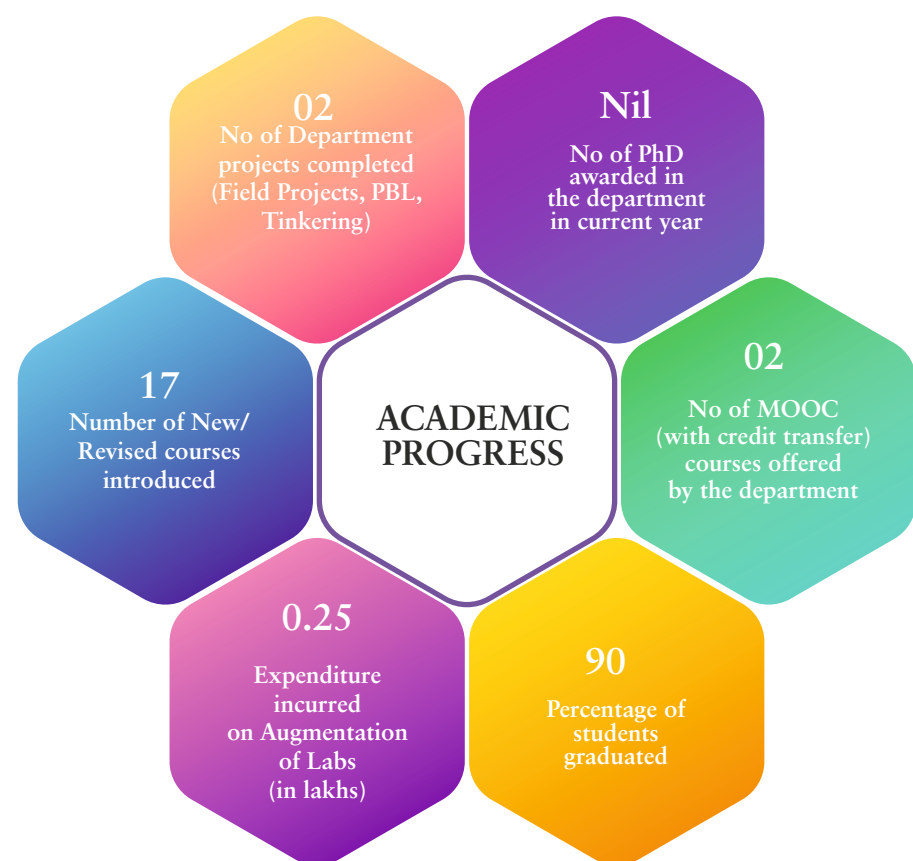 02
No of Department
projects completed
(Field Projects, PBL,
Tinkering)
Nil
No of PhD
awarded in
the department
in current year
17
Number of New/
Revised courses
introduced
ACADEMIC
PROGRESS
02
No of MOOC
(with credit transfer)
courses offered
by the department
0.25
Expenditure
incurred
on Augmentation
of Labs
(in lakhs)
90
Percentage of
students
graduated